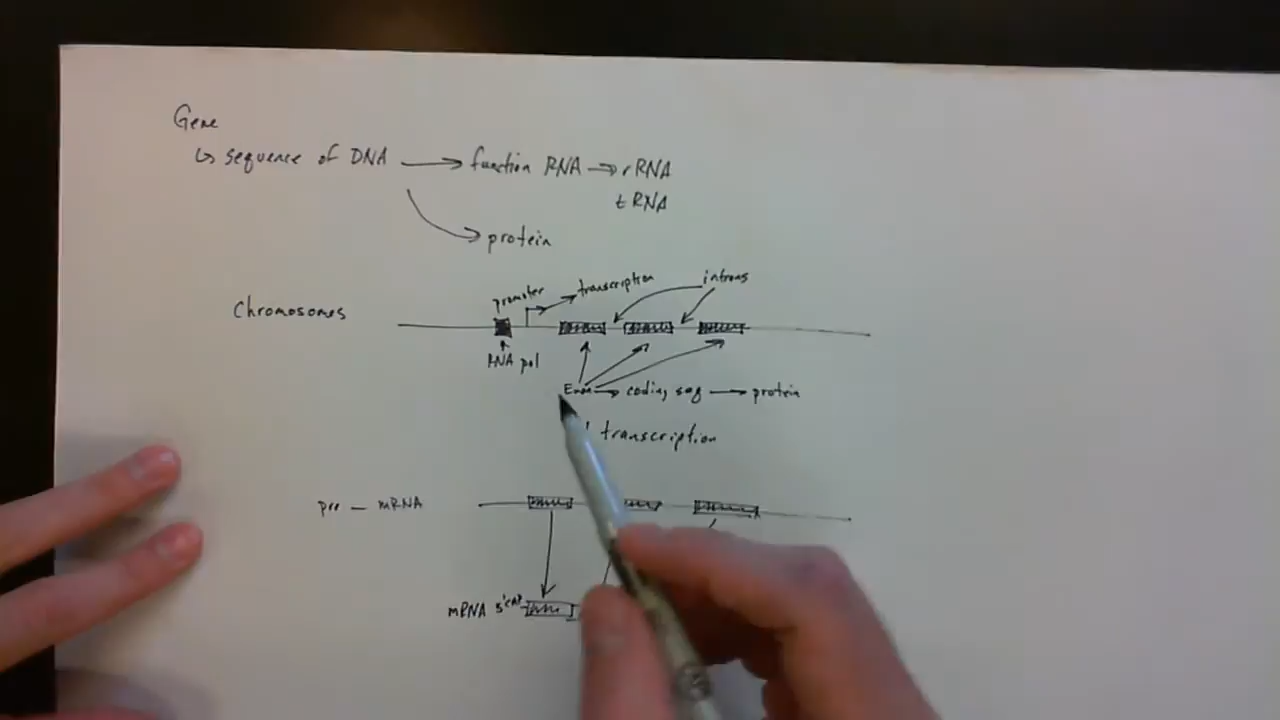 Gene
↳ sequence of DNA → function RNA → rRNA
tRNA
→ protein
promoter transcription introns
Chromosomes
RNA pol
Exon → coding seq → protein
transcription
pre - mRNA
mRNA 5'CAP